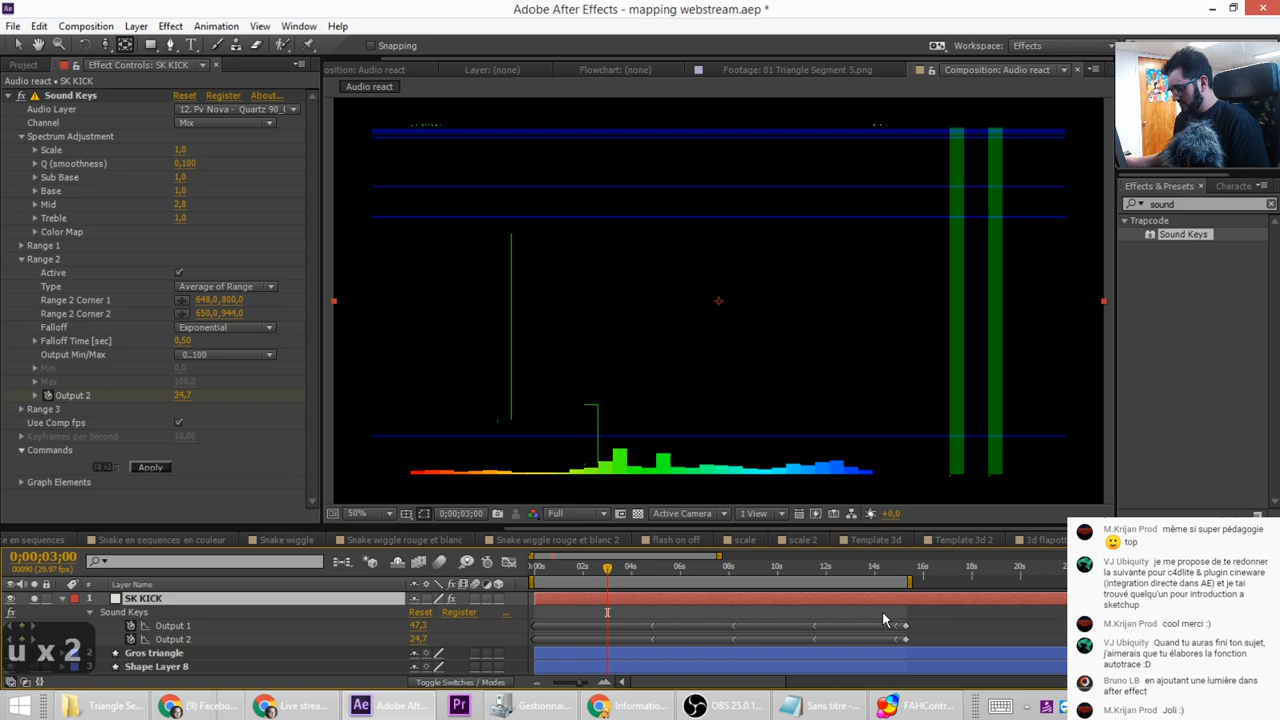 Adobe After Effects - mapping webstream.aep *
File Edit Composition Layer Effect Animation View Window Help
Snapping Workspace: Effects
Project Effect Controls: SK KICK position: Audio react Layer: (none) Flowchart: (none) Footage: 01 Triangle Segment 5.png Composition: Audio react
Audio react • SK KICK Audio react
Sound Keys Reset Register About...
Audio Layer 12. Pv Nova - Quartz 90_(
Channel Mix
Spectrum Adjustment
Scale 1,0
Q (smoothness) 0,100
Sub Base 1,0
Base 1,0
Mid 2,8
Treble 1,0
Color Map
Range 1
Range 2
Active
Type Average of Range
Range 2 Corner 1 648,0,800,0
Range 2 Corner 2 650,0,944,0
Falloff Exponential
Falloff Time [sec] 0,50
Output Min/Max 0..100
Min 0,0
Max 100,0
Output 2 24,7
Range 3
Use Comp fps
Keyframes per Second 10,00
Commands
Apply
Graph Elements
Effects & Presets Characte
sound
Trapcode
Sound Keys
50% 0;00;03;00 Full Active Camera 1 View +0,0
en sequences Snake en sequences en couleur Snake wiggle Snake wiggle rouge et blanc Snake wiggle rouge et blanc 2 Flash on off scale scale 2 Template 3d Template 3d 2 3d flapott
0;00;03;00
00090 (29.97 fps)
:00s 02s 04s 06s 08s 10s 12s 14s 16s 18s 20s
# Layer Name
1 SK KICK
Sound Keys Reset Register ...
Output 1 47,3
Output 2 24,7
Gros triangle
Shape Layer 8
Toggle Switches / Modes
u x 2
M.Krijan Prod même si super pédagogie
top
VJ Ubiquity je me propose de te redonner
la suivante pour c4dlite & plugin cineware
(integration directe dans AE) et je tai
trouvé quelqu'un pour introduction a
sketchup
M.Krijan Prod cool merci :)
VJ Ubiquity Quand tu auras fini ton sujet,
j'aimerais que tu élabores la fonction
autotrace :D
Bruno LB en ajoutant une lumière dans
after effect
M.Krijan Prod Joli :)
Triangle Se... (9) Facebo... Live strea... Adobe Afte... Gestionnai... Informatio... OBS 25.0.1... Sans titre -... FAHContr...